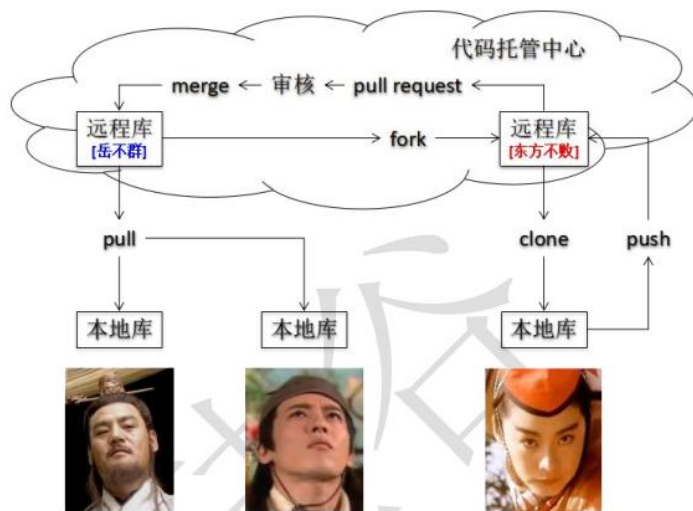 代码托管中心
merge
审核
pull request
远程库
[岳不群]
fork
远程库
[东方不败]
pull
clone
push
本地库
本地库
本地库